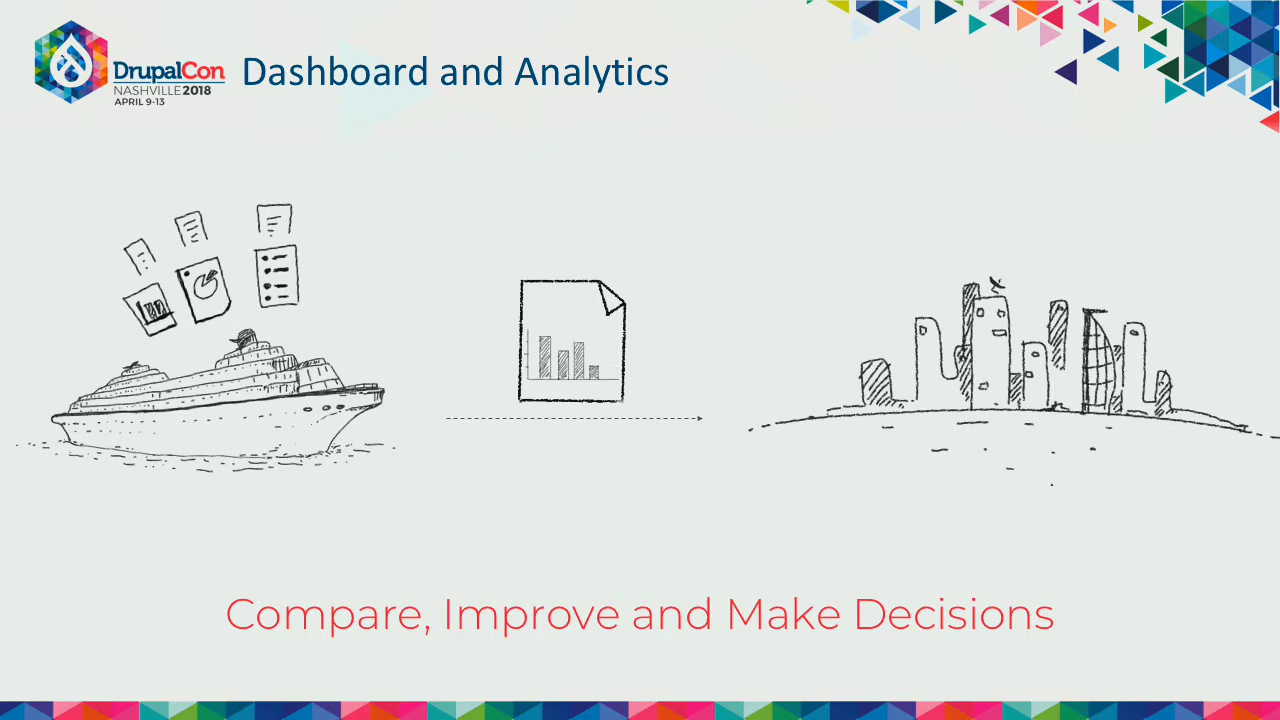 DrupalCon
NASHVILLE 2018
APRIL 9-13
Dashboard and Analytics
Compare, Improve and Make Decisions